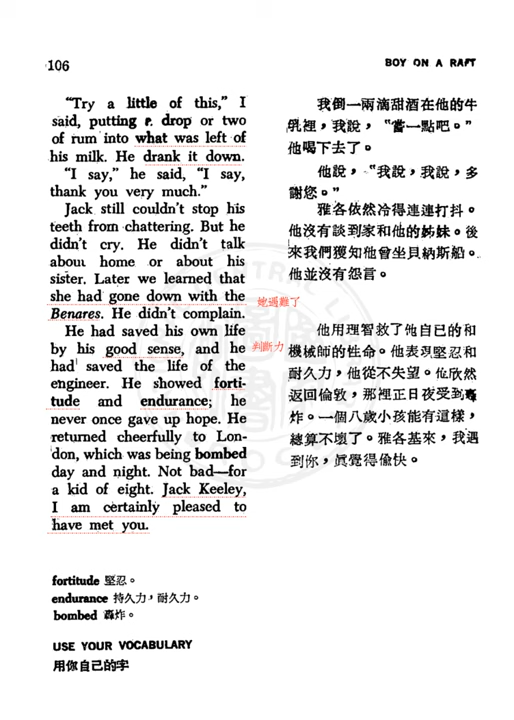 106
BOY ON A RAFT
“Try a little of this,” I
said, putting a drop or two
of rum into what was left of
his milk. He drank it down.
“I say,” he said, “I say,
thank you very much.”
Jack still couldn’t stop his
teeth from chattering. But he
didn’t cry. He didn’t talk
about home or about his
sister. Later we learned that
she had gone down with the
Benares. He didn’t complain.
He had saved his own life
by his good sense, and he
had saved the life of the
engineer. He showed forti-
tude and endurance; he
never once gave up hope. He
returned cheerfully to Lon-
don, which was being bombed
day and night. Not bad—for
a kid of eight. Jack Keeley,
I am certainly pleased to
have met you.
她遇難了
判斷力
我倒一兩滴甜酒在他的牛
乳裡，我說，“嘗一點吧。”
他喝下去了。
他說，“我說，我說，多
謝您。”
雅各依然冷得連連打抖。
他沒有談到家和他的姊妹。後
來我們獲知他曾坐貝納斯船。
他並沒有怨言。
他用理智救了他自已的和
機械師的性命。他表現堅忍和
耐久力，他從不失望。他欣然
返回倫敦，那裡正日夜受到轟
炸。一個八歲小孩能有這樣，
總算不壞了。雅各基來，我遇
到你，眞覺得愉快。
fortitude 堅忍。
endurance 持久力，耐久力。
bombed 轟炸。
USE YOUR VOCABULARY
用你自己的字